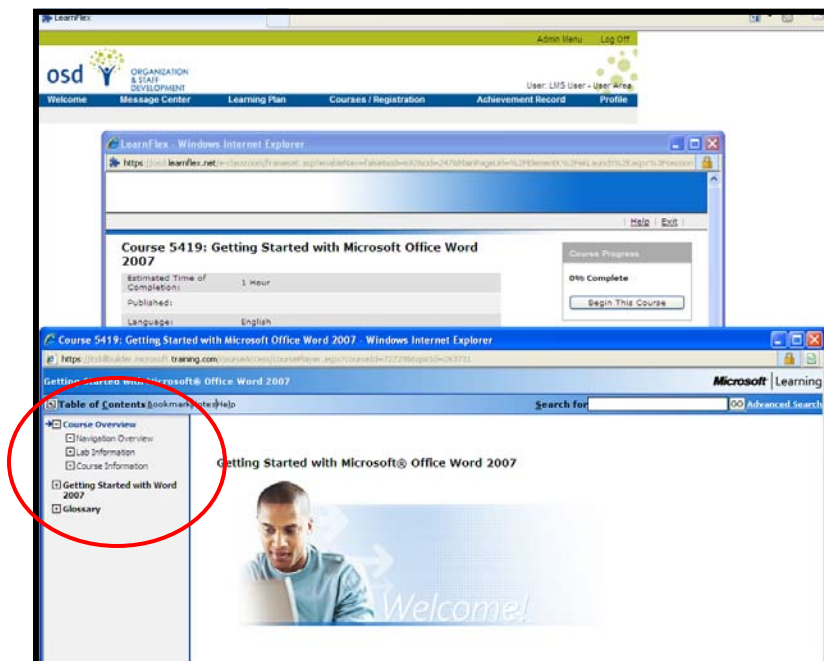 LearnFlex
Admin Menu Log Off
osd ORGANIZATION
& STAFF
DEVELOPMENT
User: LMS User - User Area
Welcome Message Center Learning Plan Courses / Registration Achievement Record Profile
LearnFlex - Windows Internet Explorer
Help | Exit
Course 5419: Getting Started with Microsoft Office Word
2007
Course Progress
Estimated Time of
Completion: 1 Hour
0% Complete
Published:
Begin This Course
Language: English
Course 5419: Getting Started with Microsoft Office Word 2007 - Windows Internet Explorer
Getting Started with Microsoft® Office Word 2007 Microsoft | Learning
Table of Contents Bookmark Notes Help Search for GO Advanced Search
Course Overview
Navigation Overview
Lab Information
Course Information
Getting Started with Word
2007
Glossary
Getting Started with Microsoft® Office Word 2007
Welcome!